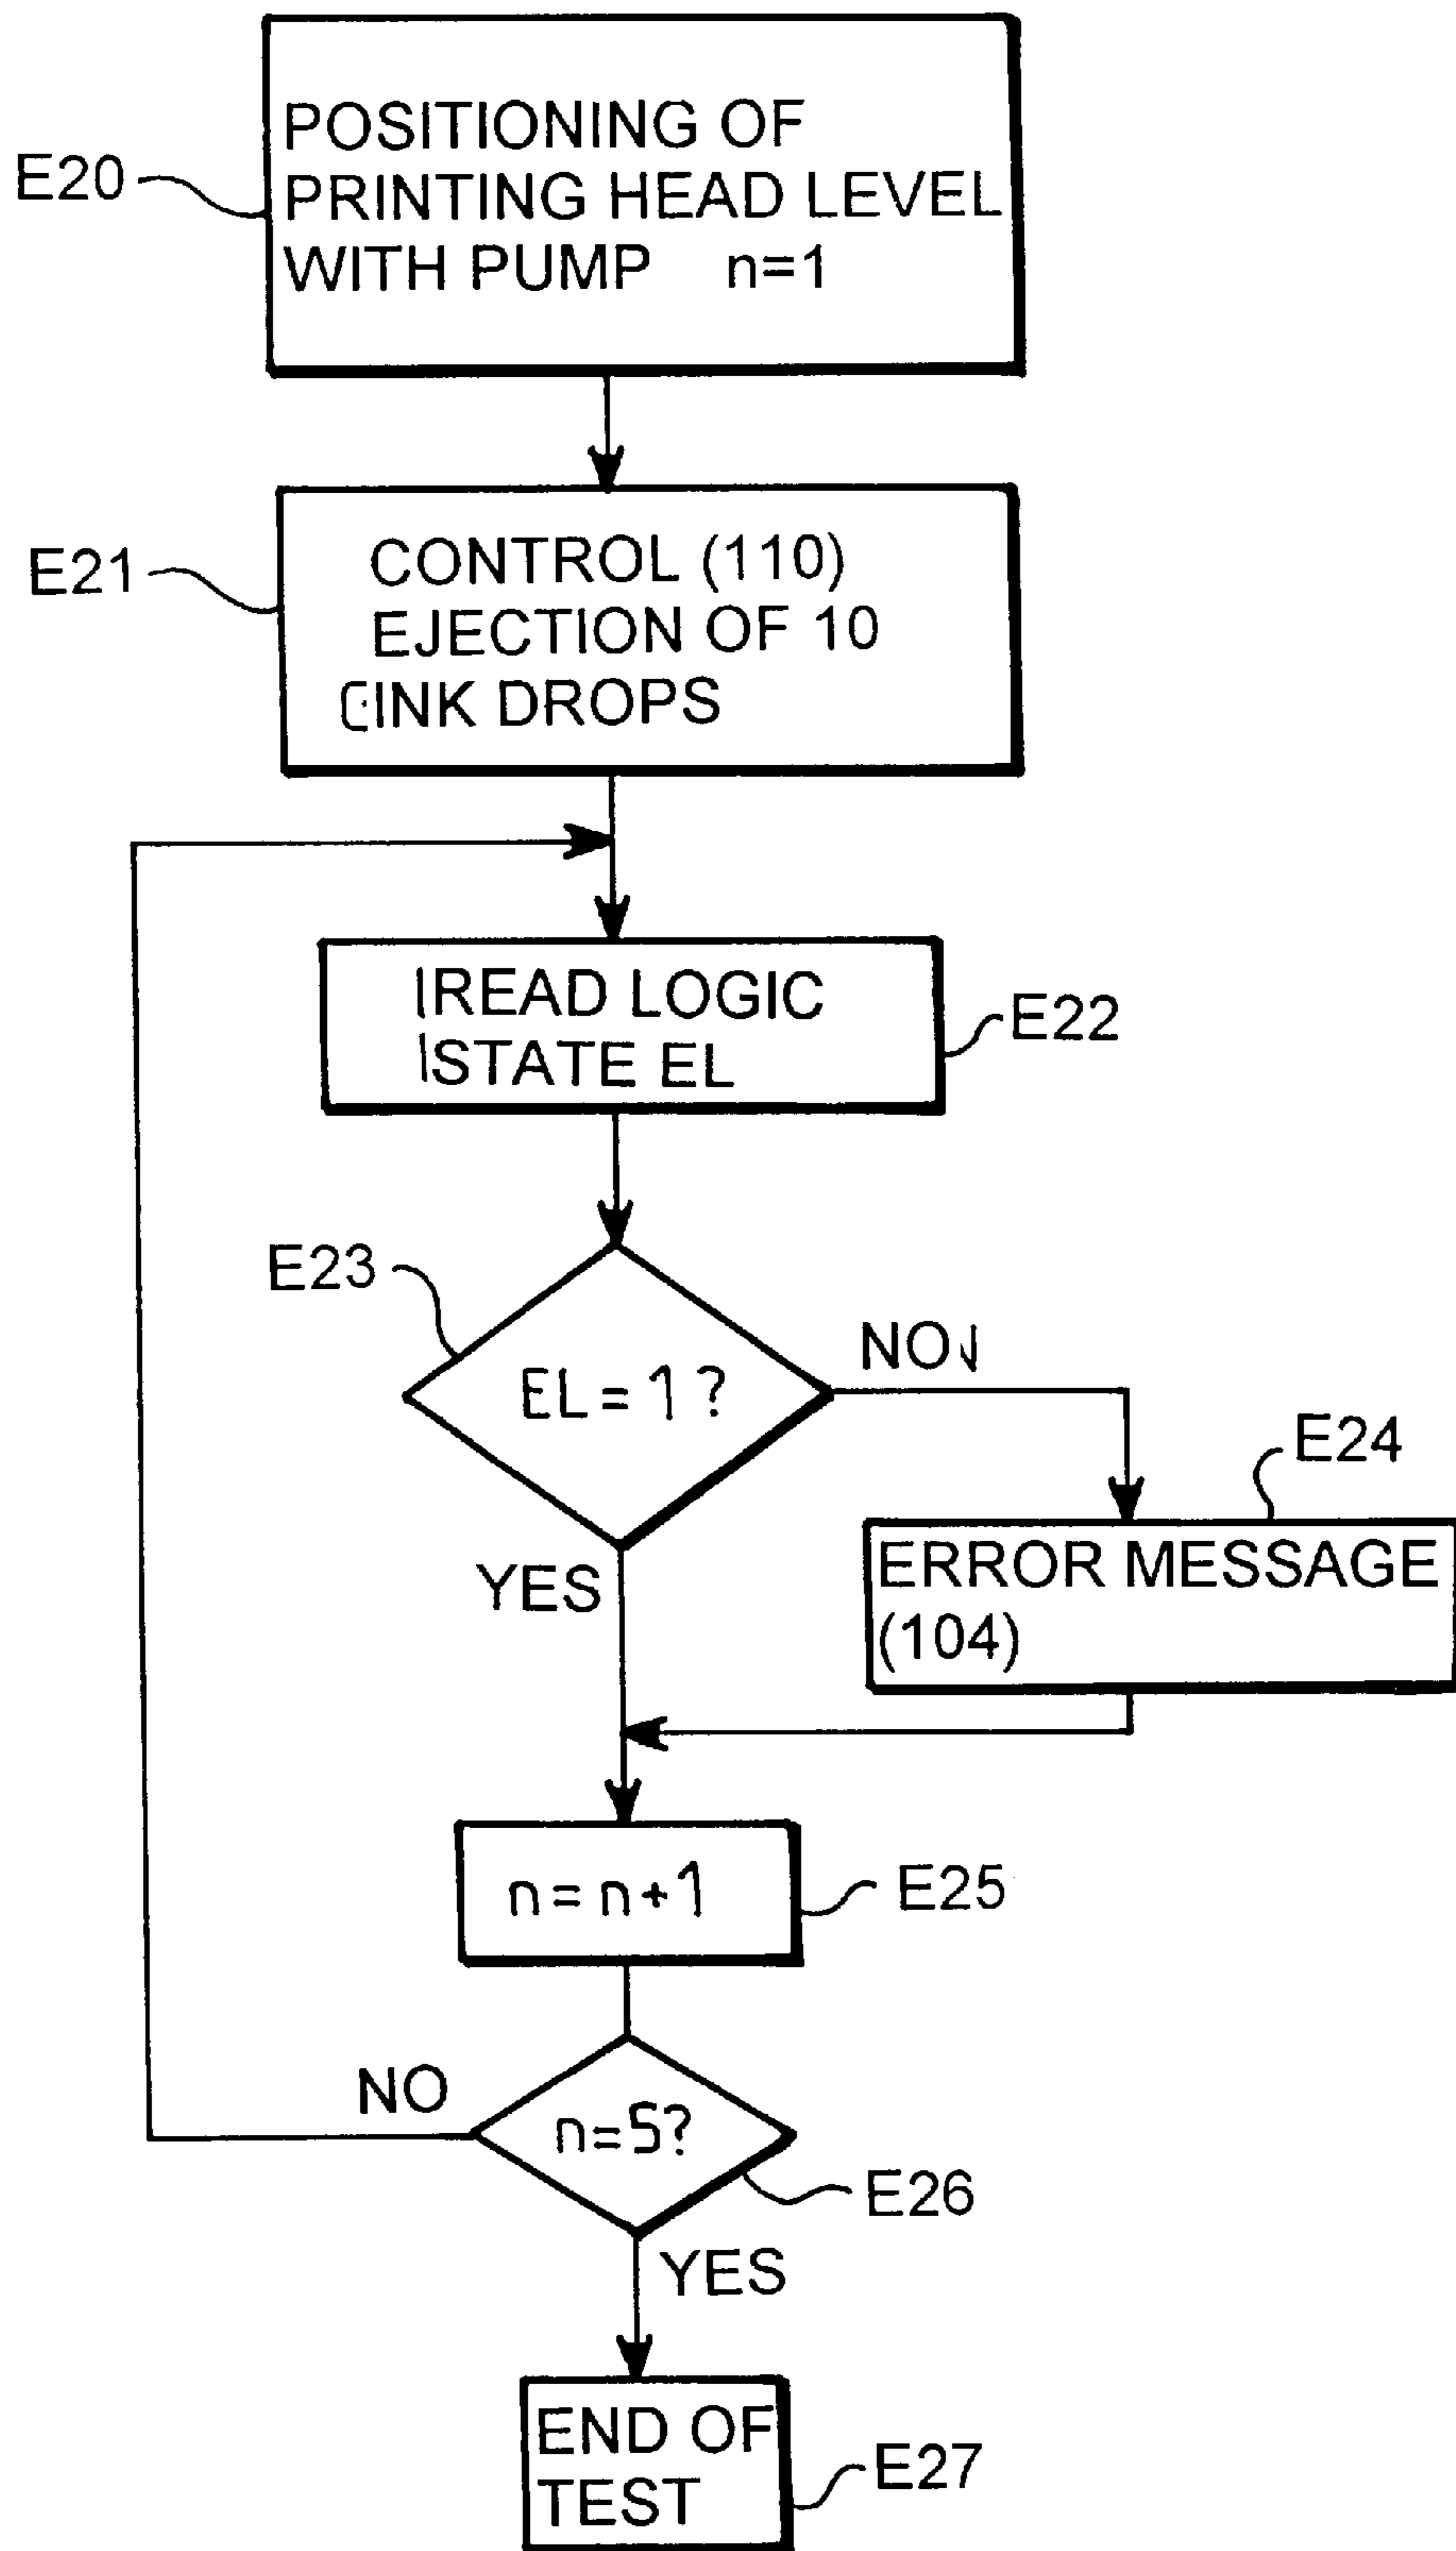 E20
POSITIONING OF
PRINTING HEAD LEVEL
WITH PUMP n=1
E21
CONTROL (110)
EJECTION OF 10
INK DROPS
READ LOGIC
STATE EL
E22
E23
EL=1?
NO
YES
E24
ERROR MESSAGE
(104)
n=n+1
E25
NO
n=5?
E26
YES
END OF
TEST
E27